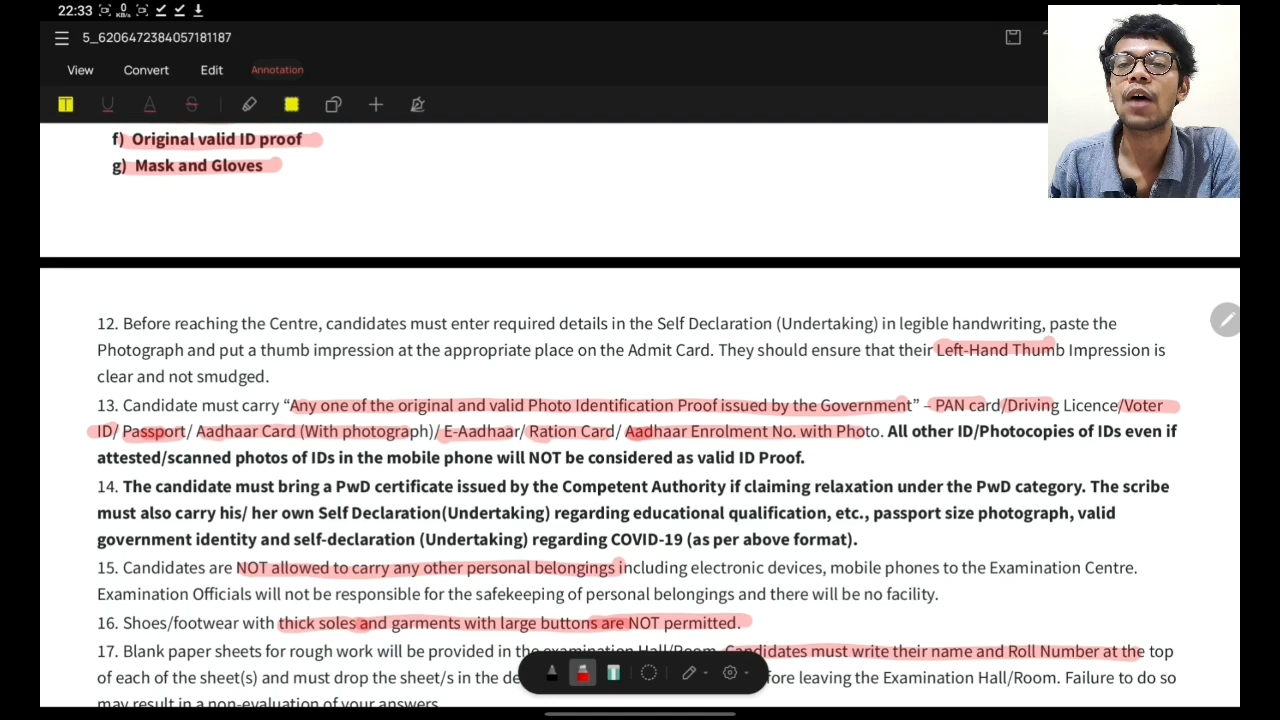 22:33 0 KB/s
5_6206472384057181187
View Convert Edit Annotation
T U A S
f) Original valid ID proof
g) Mask and Gloves
12. Before reaching the Centre, candidates must enter required details in the Self Declaration (Undertaking) in legible handwriting, paste the
Photograph and put a thumb impression at the appropriate place on the Admit Card. They should ensure that their Left-Hand Thumb Impression is
clear and not smudged.
13. Candidate must carry “Any one of the original and valid Photo Identification Proof issued by the Government” – PAN card/Driving Licence/Voter
ID/ Passport/ Aadhaar Card (With photograph)/ E-Aadhaar/ Ration Card/ Aadhaar Enrolment No. with Photo. All other ID/Photocopies of IDs even if
attested/scanned photos of IDs in the mobile phone will NOT be considered as valid ID Proof.
14. The candidate must bring a PwD certificate issued by the Competent Authority if claiming relaxation under the PwD category. The scribe
must also carry his/ her own Self Declaration(Undertaking) regarding educational qualification, etc., passport size photograph, valid
government identity and self-declaration (Undertaking) regarding COVID-19 (as per above format).
15. Candidates are NOT allowed to carry any other personal belongings including electronic devices, mobile phones to the Examination Centre.
Examination Officials will not be responsible for the safekeeping of personal belongings and there will be no facility.
16. Shoes/footwear with thick soles and garments with large buttons are NOT permitted.
17. Blank paper sheets for rough work will be provided in the examination Hall/Room. Candidates must write their name and Roll Number at the top
of each of the sheet(s) and must drop the sheet/s in the de fore leaving the Examination Hall/Room. Failure to do so
may result in a non-evaluation of your answers.